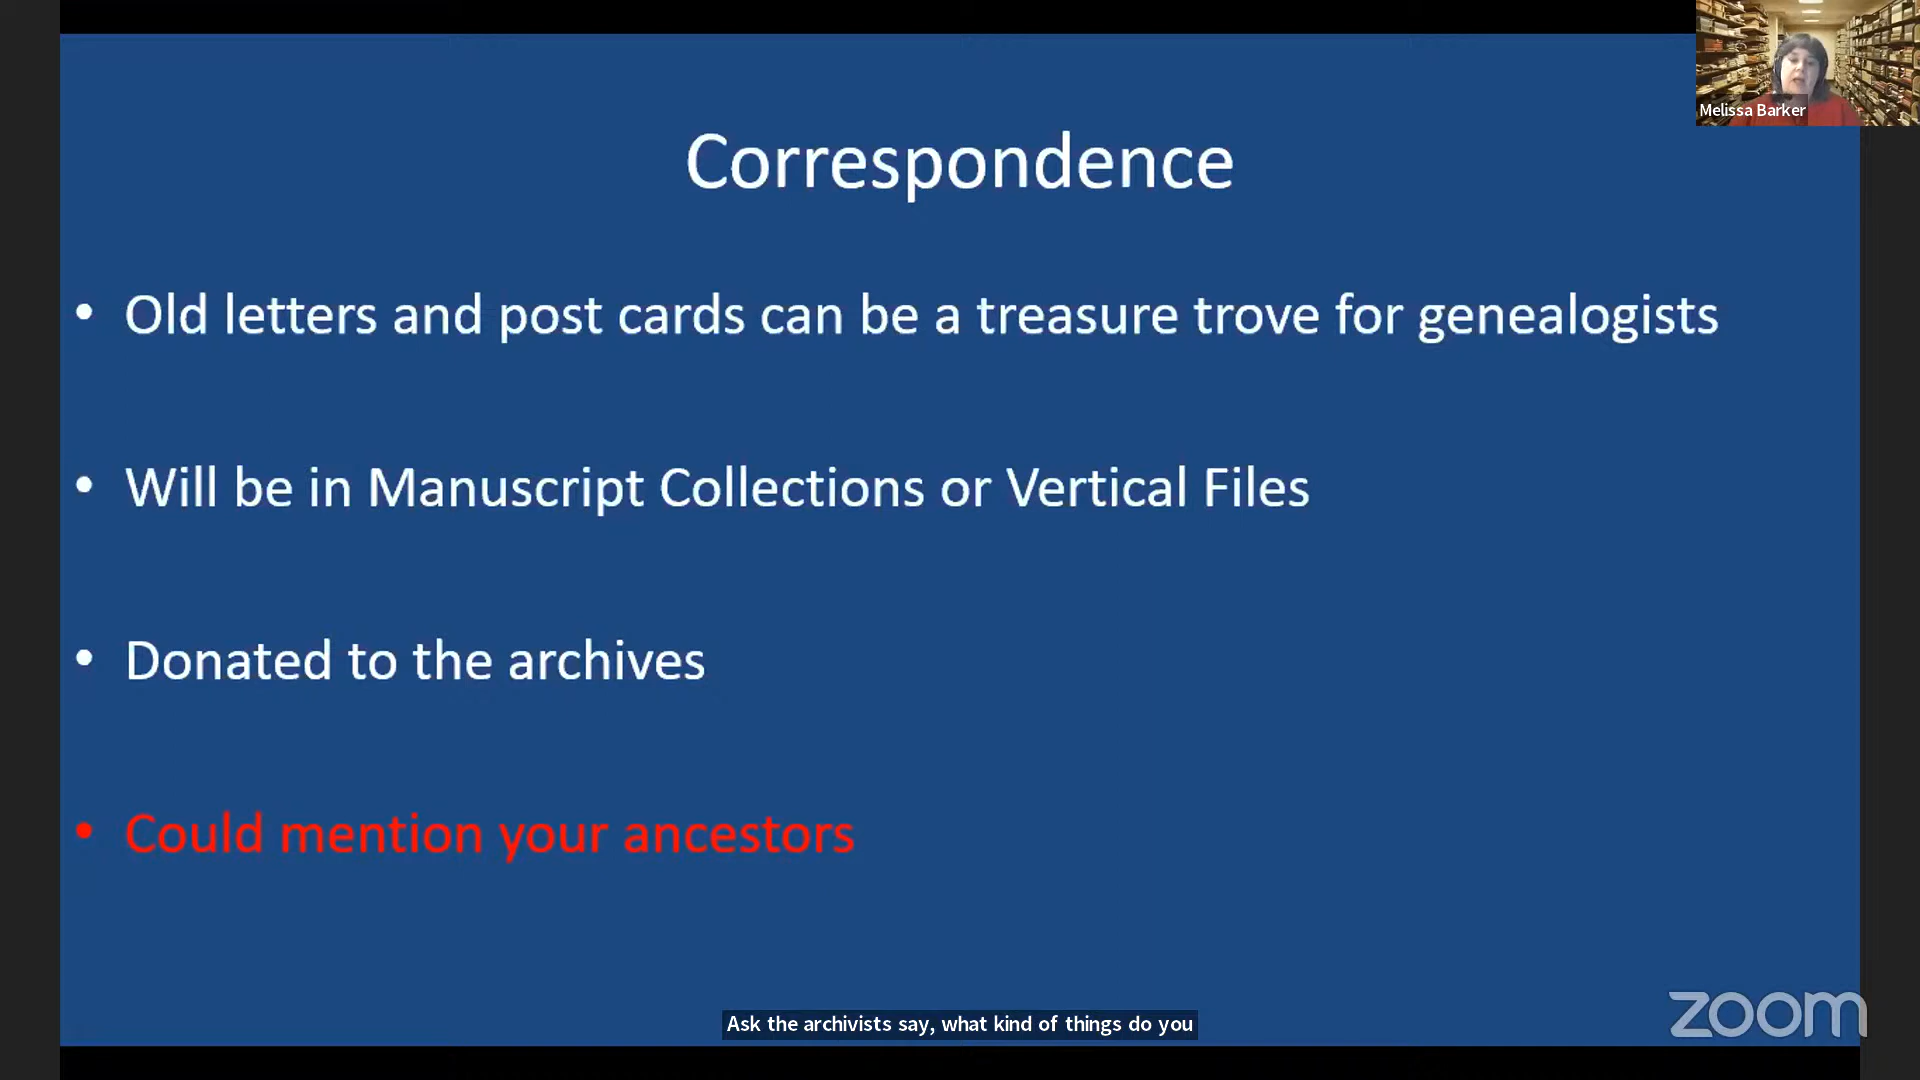 Melissa Barker
Correspondence
• Old letters and post cards can be a treasure trove for genealogists
• Will be in Manuscript Collections or Vertical Files
• Donated to the archives
• Could mention your ancestors
Ask the archivists say, what kind of things do you
zoom